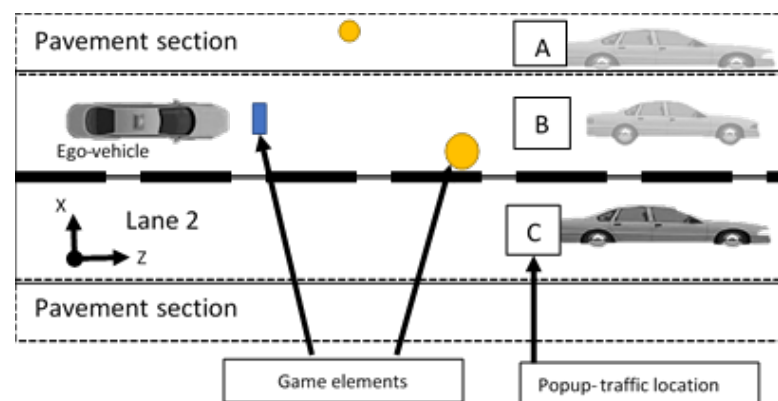 Pavement section
A
B
Ego-vehicle
X
Lane 2
Z
C
Pavement section
Game elements
Popup-traffic location